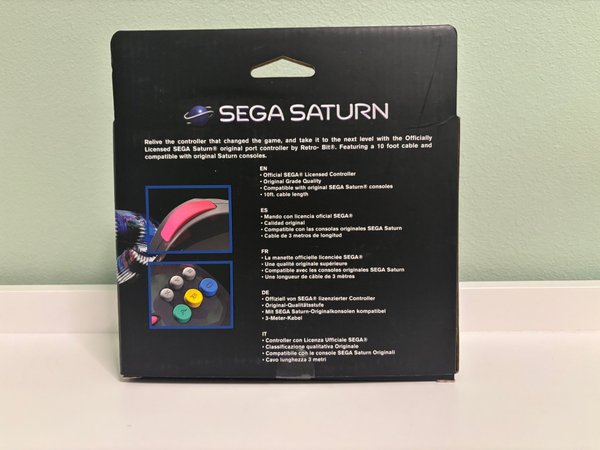 SEGA SATURN
Relive the controller that changed the game, and take it to the next level with the Officially
Licensed SEGA Saturn® original port controller by Retro- Bit®. Featuring a 10 foot cable and
compatible with original Saturn consoles.
EN
• Official SEGA® Licensed Controller
• Original Grade Quality
• Compatible with original SEGA Saturn® consoles
• 10ft. cable length
ES
• Mando con licencia oficial SEGA®
• Calidad original
• Compatible con las consolas originales SEGA Saturn
• Cable de 3 metros de longitud
FR
• La manette officielle licenciée SEGA®
• Une qualité originale supérieure
• Compatible avec les consoles originales SEGA Saturn
• Une longueur de câble de 3 mètres
DE
• Offiziell von SEGA® lizenzierter Controller
• Original-Qualitätsstufe
• Mit SEGA Saturn-Originalkonsolen kompatibel
• 3-Meter-Kabel
IT
• Controller con Licenza Ufficiale SEGA®
• Classificazione qualitativa Originale
• Compatibile con le console SEGA Saturn Originali
• Cavo lunghezza 3 metri